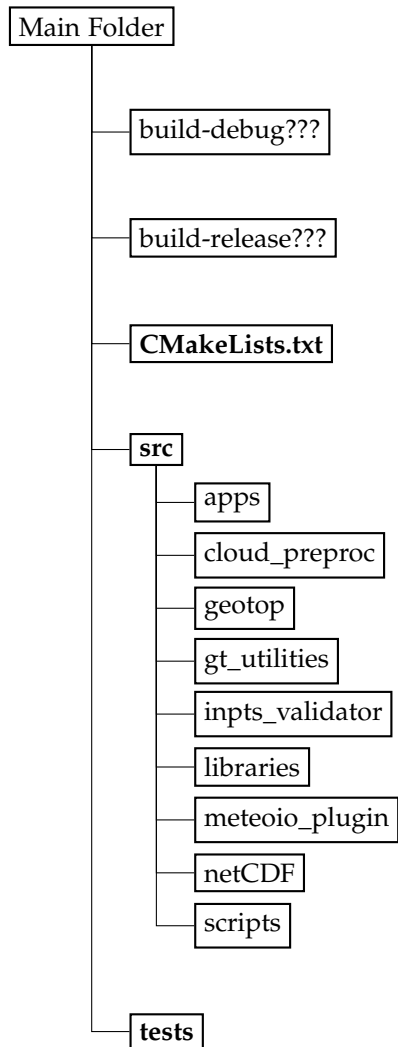 Main Folder
build-debug???
build-release???
CMakeLists.txt
src
apps
cloud_preproc
geotop
gt_utilities
inpts_validator
libraries
meteoio_plugin
netCDF
scripts
tests